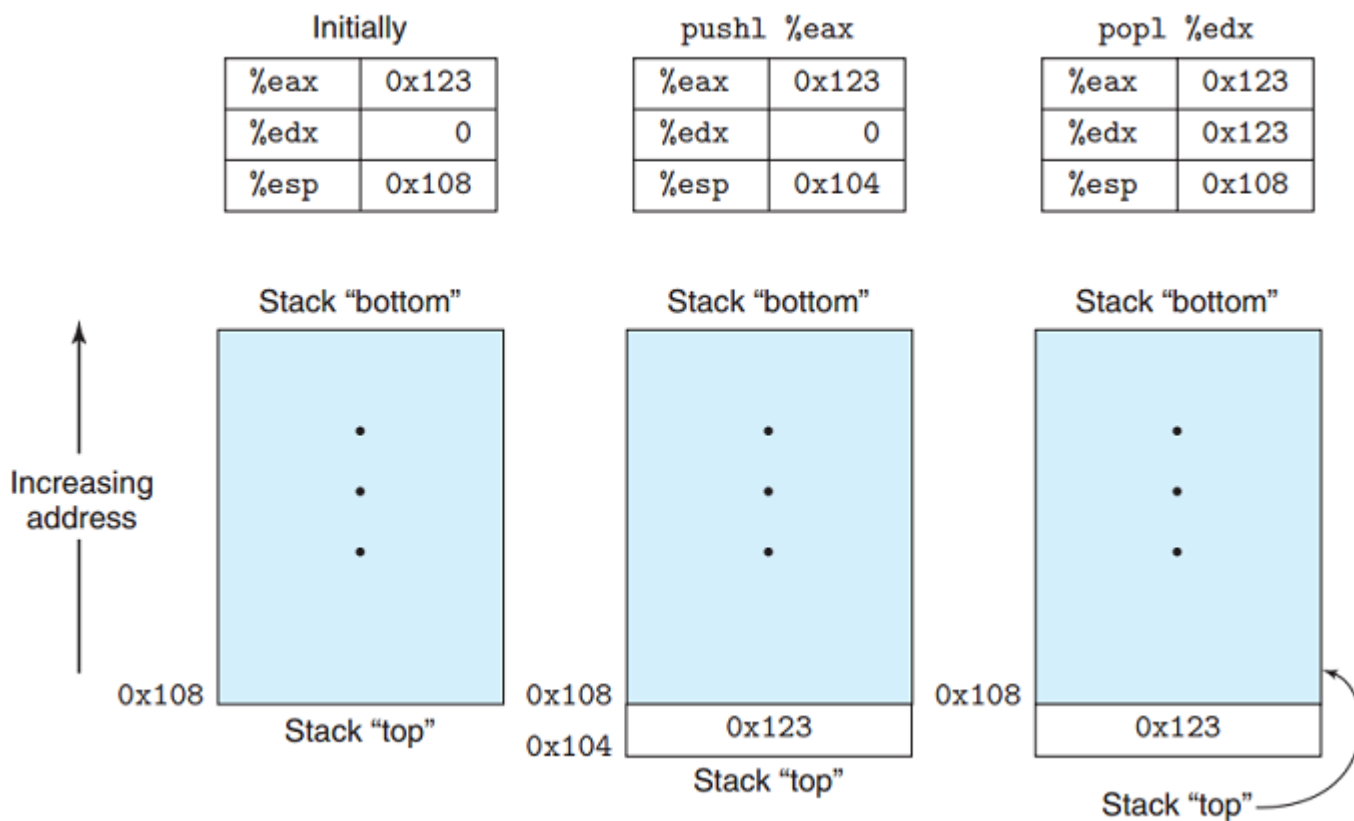 Initially
%eax 0x123
%edx 0
%esp 0x108
pushl %eax
%eax 0x123
%edx 0
%esp 0x104
popl %edx
%eax 0x123
%edx 0x123
%esp 0x108
Increasing
address
Stack “bottom”
0x108
Stack “top”
Stack “bottom”
0x108
0x123
0x104
Stack “top”
Stack “bottom”
0x108
0x123
Stack “top”